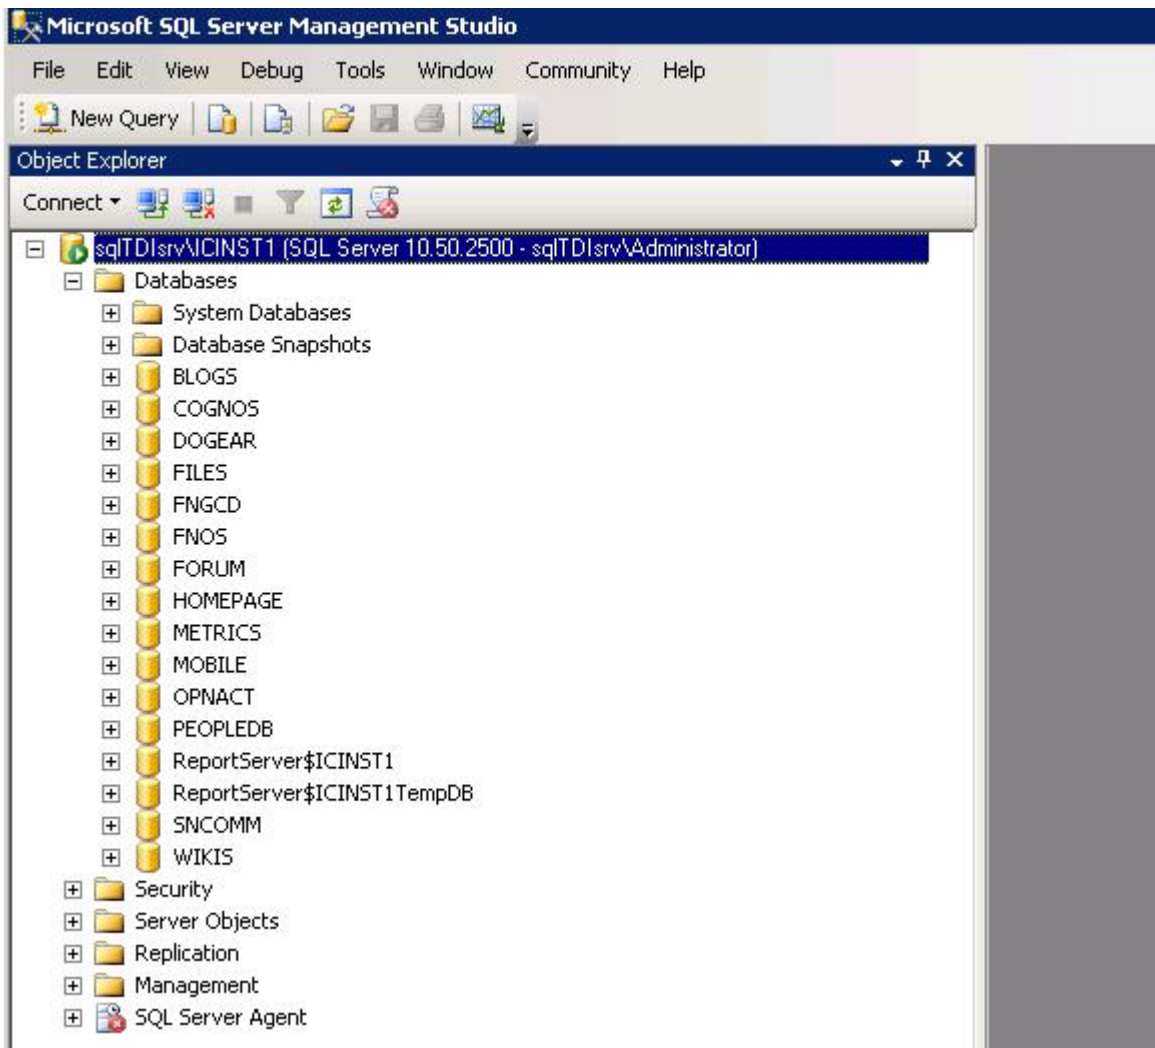 Microsoft SQL Server Management Studio
File Edit View Debug Tools Window Community Help
New Query
Object Explorer
Connect
sqlTDIsrv\ICINST1 (SQL Server 10.50.2500 - sqlTDIsrv\Administrator)
Databases
System Databases
Database Snapshots
BLOGS
COGNOS
DOGEAR
FILES
FNGCD
FNOS
FORUM
HOMEPAGE
METRICS
MOBILE
OPNACT
PEOPLEDB
ReportServer$ICINST1
ReportServer$ICINST1TempDB
SNCOMM
WIKIS
Security
Server Objects
Replication
Management
SQL Server Agent